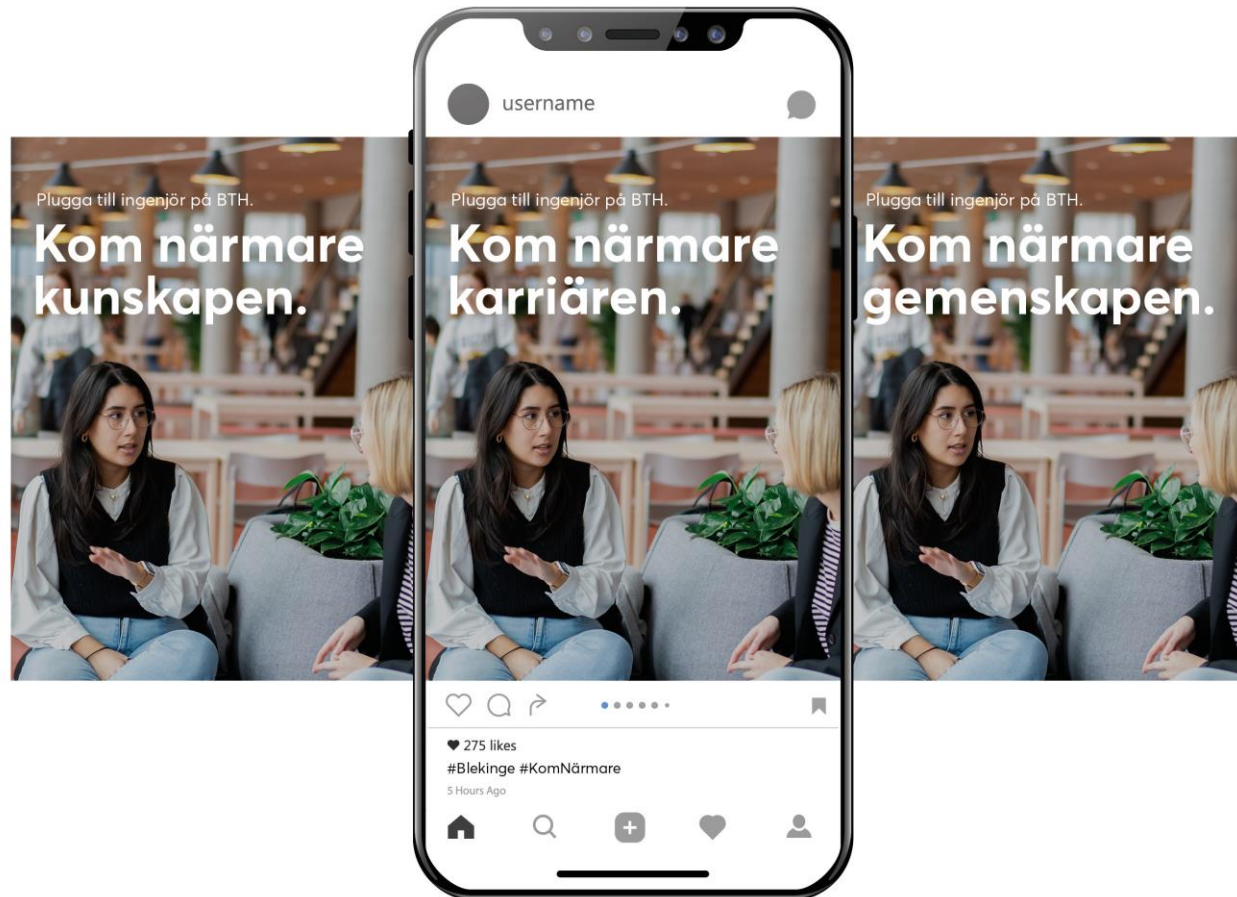 username
Plugga till ingenjör på BTH.
Kom närmare
kunskapen.
Plugga till ingenjör på BTH.
Kom närmare
karriären.
Plugga till ingenjör på BTH.
Kom närmare
gemenskapen.
275 likes
#Blekinge #KomNärmare
5 Hours Ago